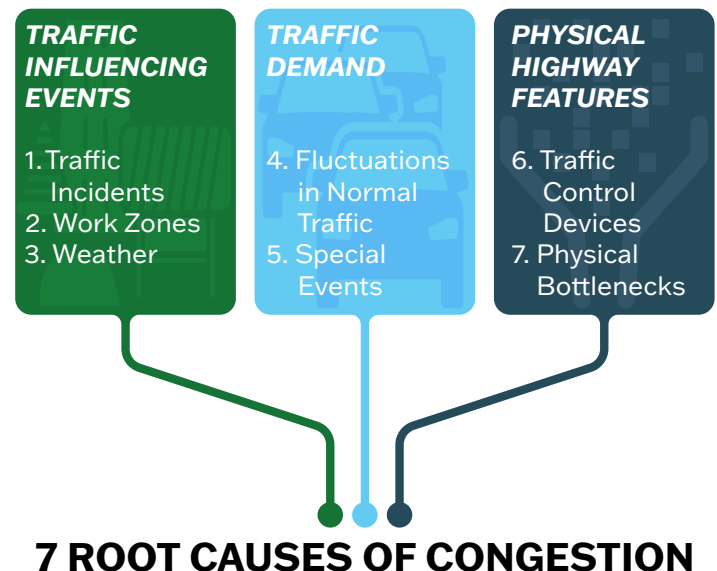 TRAFFIC
INFLUENCING
EVENTS
1. Traffic
Incidents
2. Work Zones
3. Weather
TRAFFIC
DEMAND
4. Fluctuations
in Normal
Traffic
5. Special
Events
PHYSICAL
HIGHWAY
FEATURES
6. Traffic
Control
Devices
7. Physical
Bottlenecks
7 ROOT CAUSES OF CONGESTION